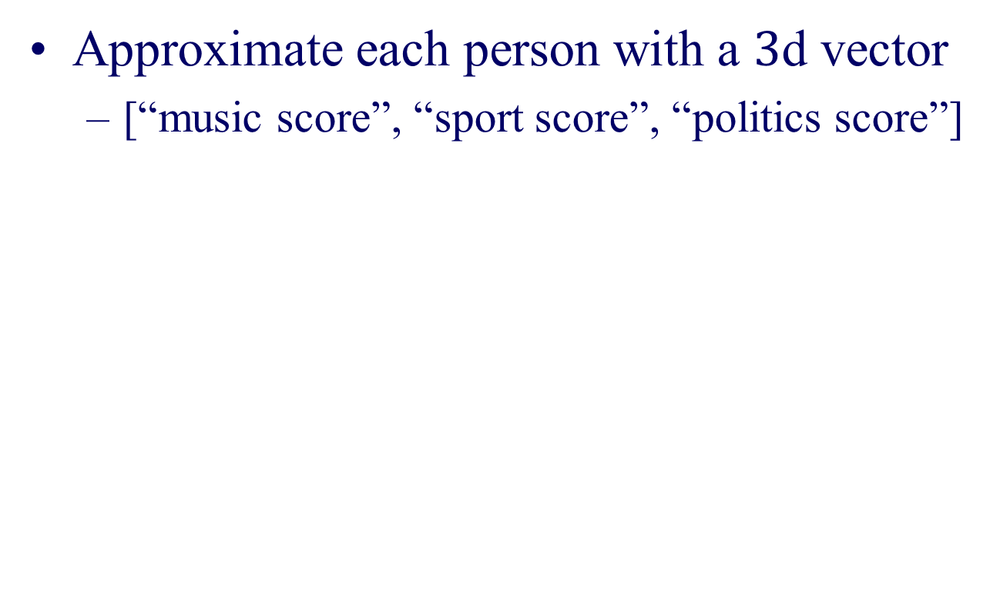 • Approximate each person with a 3d vector
– [“music score”, “sport score”, “politics score”]